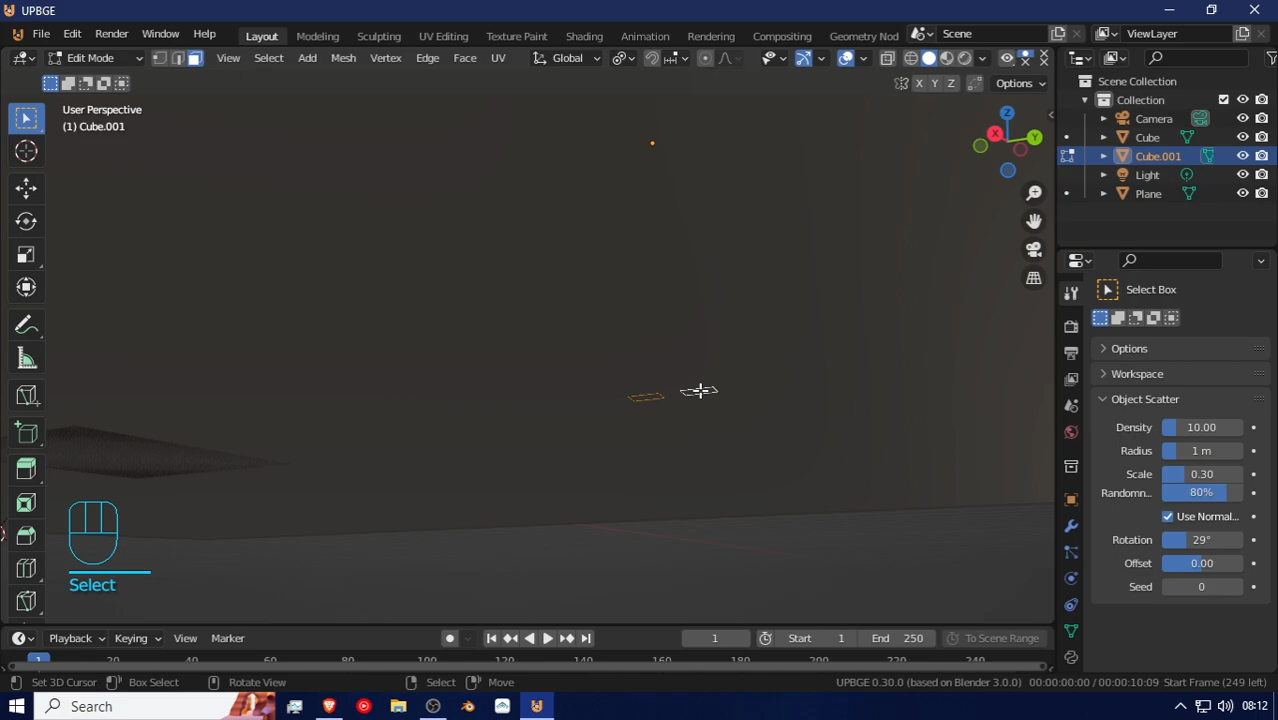 UPBGE
File Edit Render Window Help Layout Modeling Sculpting UV Editing Texture Paint Shading Animation Rendering Compositing Geometry Nod Scene ViewLayer
Edit Mode View Select Add Mesh Vertex Edge Face UV Global
X Y Z Options
User Perspective
(1) Cube.001
Z
X Y
Select
Scene Collection
Collection
Camera
Cube
Cube.001
Light
Plane
Select Box
Options
Workspace
Object Scatter
Density 10.00
Radius 1 m
Scale 0.30
Randomn... 80%
Use Normal...
Rotation 29°
Offset 0.00
Seed 0
Playback Keying View Marker 1 Start 1 End 250 To Scene Range
1 20 40 60 80 100 120 140 160 180 200 220 240
Set 3D Cursor Box Select Rotate View Select Move UPBGE 0.30.0 (based on Blender 3.0.0) 00:00:00:00 / 00:00:10:09 Start Frame (249 left)
Search 08:12